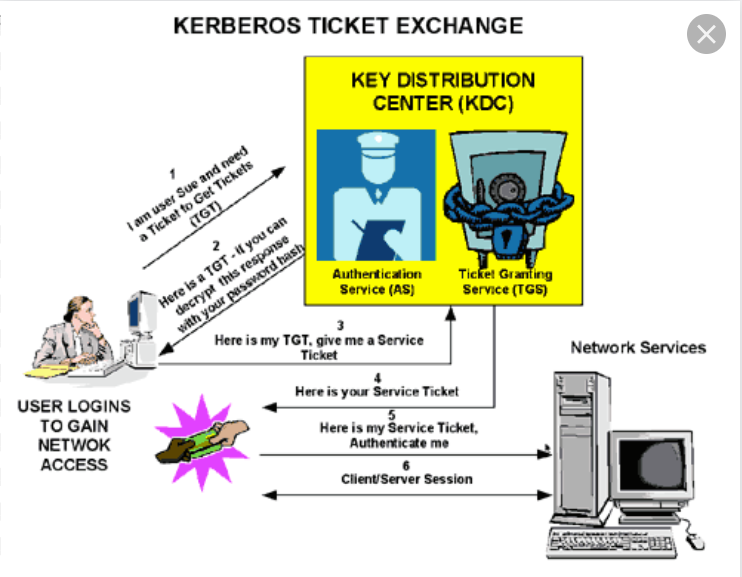 KERBEROS TICKET EXCHANGE
KEY DISTRIBUTION
CENTER (KDC)
Authentication
Service (AS)
Ticket Granting
Service (TGS)
1
I am user Sue and need
a Ticket to Get Tickets
(TGT)
2
Here is a TGT - if you can
decrypt this response
with your password hash
3
Here is my TGT, give me a Service
Ticket
4
Here is your Service Ticket
5
Here is my Service Ticket,
Authenticate me
6
Client/Server Session
USER LOGINS
TO GAIN
NETWOK
ACCESS
Network Services